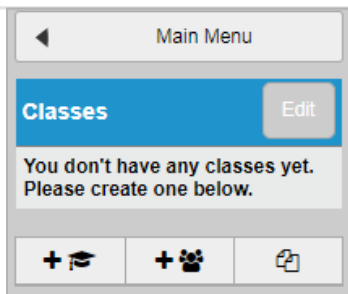 Main Menu
Classes Edit
You don't have any classes yet.
Please create one below.